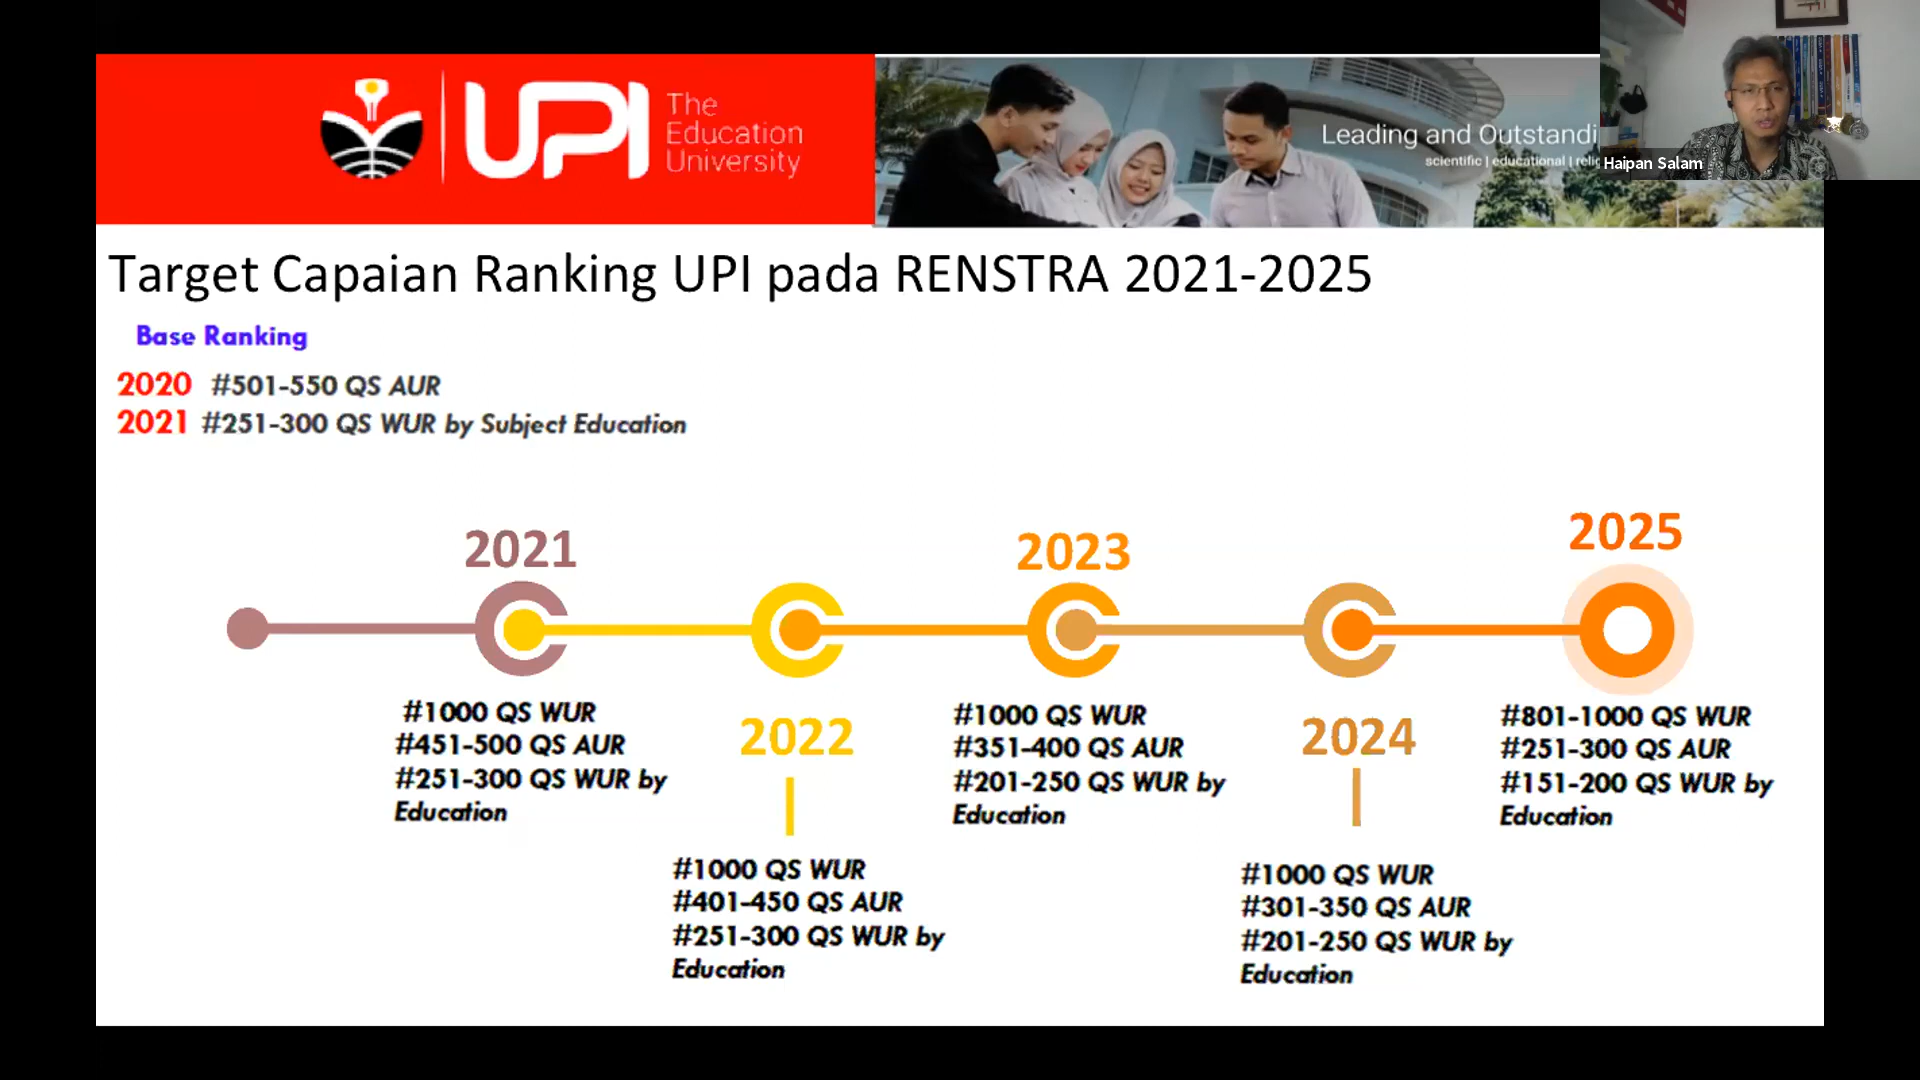 UPI
The
Education
University
Leading and Outstandi
scientific | educational | relig
Haipan Salam
Target Capaian Ranking UPI pada RENSTRA 2021-2025
Base Ranking
2020 #501-550 QS AUR
2021 #251-300 QS WUR by Subject Education
2021
#1000 QS WUR
#451-500 QS AUR
#251-300 QS WUR by
Education
2022
#1000 QS WUR
#401-450 QS AUR
#251-300 QS WUR by
Education
2023
#1000 QS WUR
#351-400 QS AUR
#201-250 QS WUR by
Education
2024
#1000 QS WUR
#301-350 QS AUR
#201-250 QS WUR by
Education
2025
#801-1000 QS WUR
#251-300 QS AUR
#151-200 QS WUR by
Education